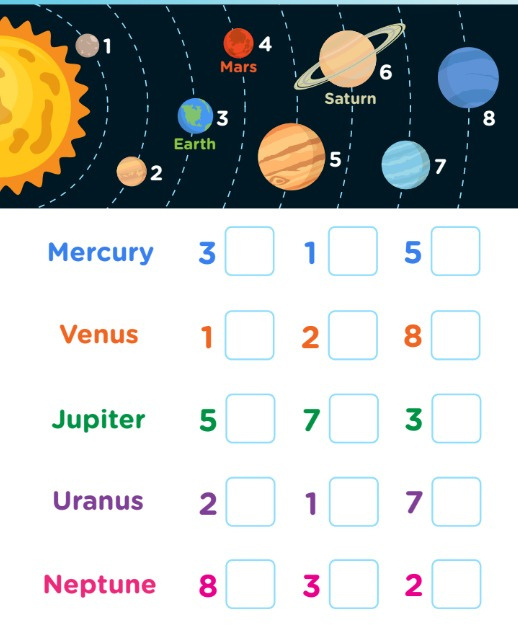 1
4
Mars
6
Saturn
3
Earth
8
5
7
2
Mercury 3 1 5
Venus 1 2 8
Jupiter 5 7 3
Uranus 2 1 7
Neptune 8 3 2